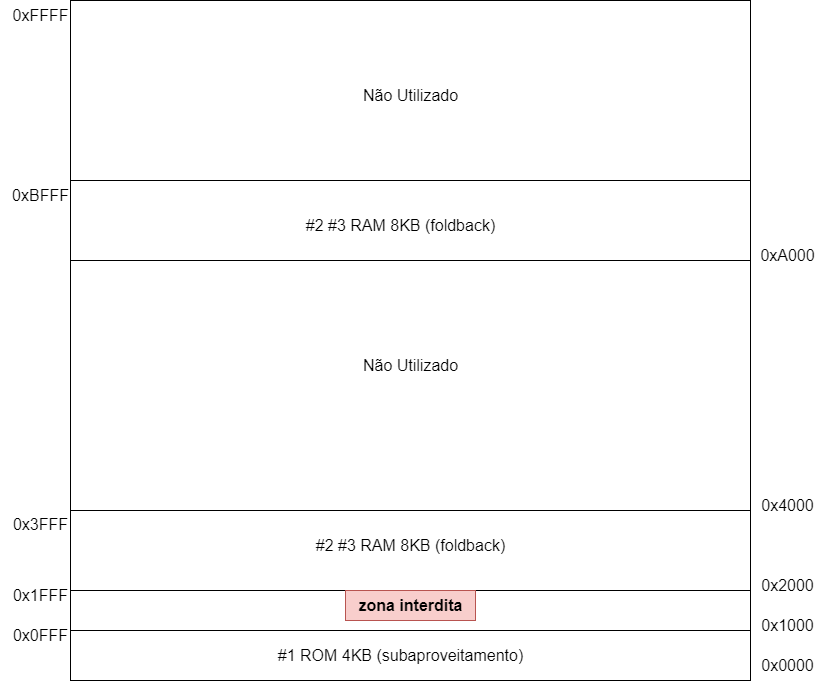 0xFFFF
Não Utilizado
0xBFFF
#2 #3 RAM 8KB (foldback)
0xA000
Não Utilizado
0x4000
0x3FFF
#2 #3 RAM 8KB (foldback)
0x2000
0x1FFF
zona interdita
0x1000
0x0FFF
#1 ROM 4KB (subaproveitamento)
0x0000